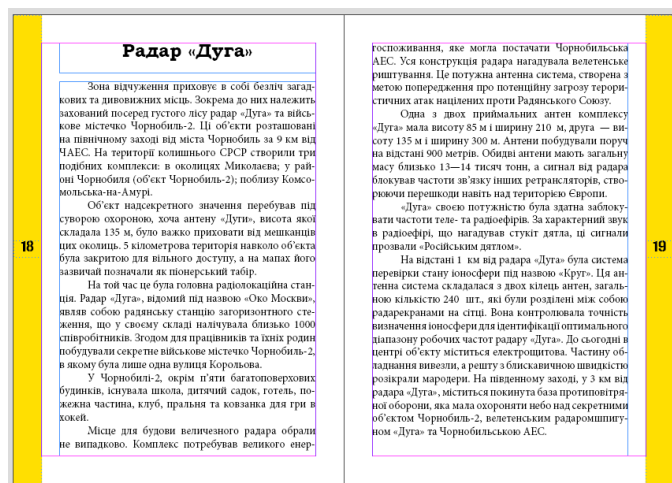 Радар «Дуга»
Зона відчуження приховує в собі безліч загад-
кових та дивовижних місць. Зокрема до них належить
захований посеред густого лісу радар «Дуга» та війсь-
кове містечко Чорнобиль-2. Ці об’єкти розташовані
на північному заході від міста Чорнобиль за 9 км від
ЧАЕС. На території колишнього СРСР створили три
подібних комплекси: в околицях Миколаєва; у рай-
оні Чорнобиля (об’єкт Чорнобиль-2); поблизу Комсо-
мольська-на-Амурі.
Об’єкт надсекретного значення перебував під
суворою охороною, хоча антену «Дуги», висота якої
складала 135 м, було важко приховати від мешканців
цих околиць. 5 кілометрова територія навколо об’єкта
була закритою для вільного доступу, а на мапах його
зазвичай позначали як піонерський табір.
На той час це була головна радіолокаційна стан-
ція. Радар «Дуга», відомий під назвою «Око Москви»,
являв собою радянську станцію загоризонтного сте-
ження, що у своєму складі налічувала близько 1000
співробітників. Згодом для працівників та їхніх родин
побудували секретне військове містечко Чорнобиль-2,
в якому була лише одна вулиця Корольова.
У Чорнобилі-2, окрім п’яти багатоповерхових
будинків, існувала школа, дитячий садок, готель, по-
жежна частина, клуб, пральня та ковзанка для гри в
хокей.
Місце для будови величезного радара обрали
не випадково. Комплекс потребував великого енер-
18
госпоживання, яке могла постачати Чорнобильська
АЕС. Уся конструкція радара нагадувала велетенське
риштування. Це потужна антенна система, створена з
метою попередження про потенційну загрозу терори-
стичних атак націлених проти Радянського Союзу.
Одна з двох приймальних антен комплексу
«Дуга» мала висоту 85 м і ширину 210 м, друга — ви-
соту 135 м і ширину 300 м. Антени побудували поруч
на відстані 900 метрів. Обидві антени мають загальну
масу близько 13—14 тисяч тонн, а сигнал від радара
блокував частоти зв’язку інших ретрансляторів, ство-
рюючи перешкоди навіть над територією Європи.
«Дуга» своєю потужністю була здатна заблоку-
вати частоти теле- та радіоефірів. За характерний звук
в радіоефірі, що нагадував стукіт дятла, ці сигнали
прозвали «Російським дятлом».
На відстані 1 км від радара «Дуга» була система
перевірки стану іоносфери під назвою «Круг». Ця ан-
тенна система складалася з двох кілець антен, загаль-
ною кількістю 240 шт., які були розділені між собою
радарекранами на сітці. Вона контролювала точність
визначення іоносфери для ідентифікації оптимального
діапазону робочих частот радару «Дуга». До сьогодні в
центрі об’єкту міститься електрощитова. Частину об-
ладнання вивезли, а решту з блискавичною швидкістю
розікрали мародери. На південному заході, у 3 км від
радара «Дуга», міститься покинута база протиповітря-
ної оборони, яка мала охороняти небо над секретними
об’єктом Чорнобиль-2, велетенським радаромшпигу-
ном «Дуга» та Чорнобильською АЕС.
19